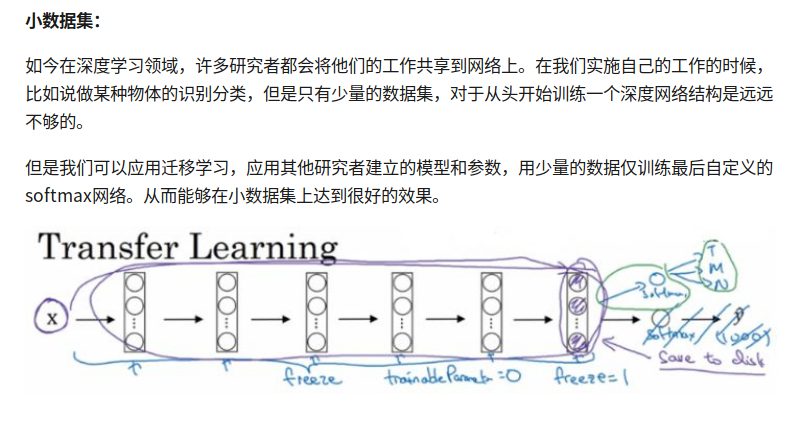 小数据集：
如今在深度学习领域，许多研究者都会将他们的工作共享到网络上。在我们实施自己的工作的时候，
比如说做某种物体的识别分类，但是只有少量的数据集，对于从头开始训练一个深度网络结构是远远
不够的。
但是我们可以应用迁移学习，应用其他研究者建立的模型和参数，用少量的数据仅训练最后自定义的
softmax网络。从而能够在小数据集上达到很好的效果。
Transfer Learning
T
M
N
softmax
x
ŷ
softmax (1000)
save to disk
freeze trainableParameter=0 freeze=1